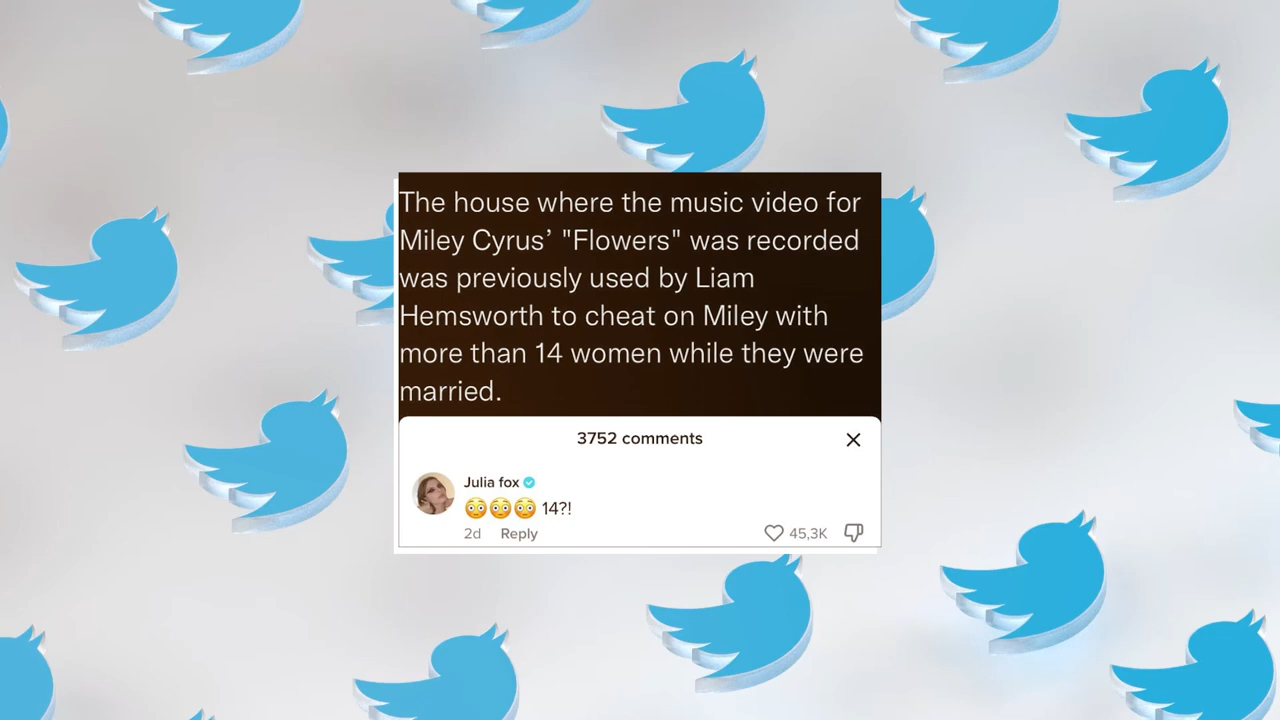 The house where the music video for
Miley Cyrus’ "Flowers" was recorded
was previously used by Liam
Hemsworth to cheat on Miley with
more than 14 women while they were
married.
3752 comments
Julia fox
😳😳😳 14?!
2d Reply 45,3K